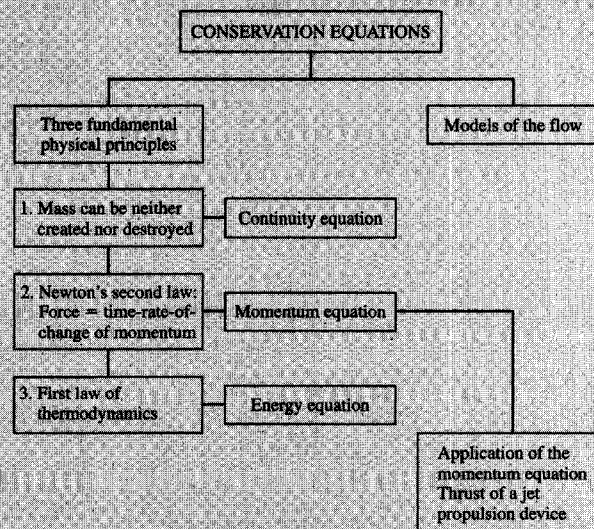 CONSERVATION EQUATIONS
Three fundamental
physical principles
Models of the flow
1. Mass can be neither
created nor destroyed
Continuity equation
2. Newton's second law:
Force = time-rate-of-
change of momentum
Momentum equation
3. First law of
thermodynamics
Energy equation
Application of the
momentum equation
Thrust of a jet
propulsion device